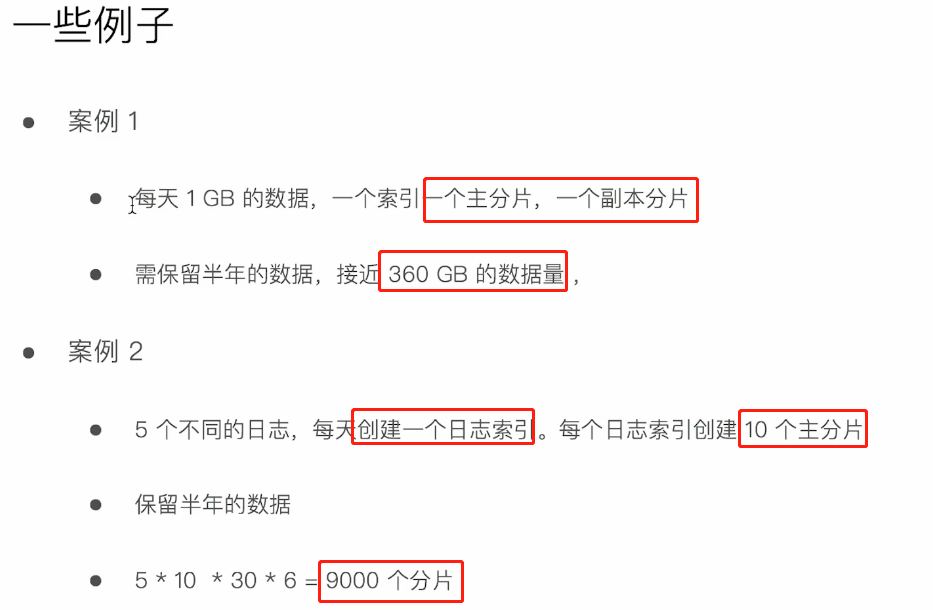 一些例子
案例 1
每天 1 GB 的数据，一个索引一个主分片，一个副本分片
需保留半年的数据，接近 360 GB 的数据量，
案例 2
5 个不同的日志，每天创建一个日志索引。每个日志索引创建 10 个主分片
保留半年的数据
5 * 10 * 30 * 6 = 9000 个分片